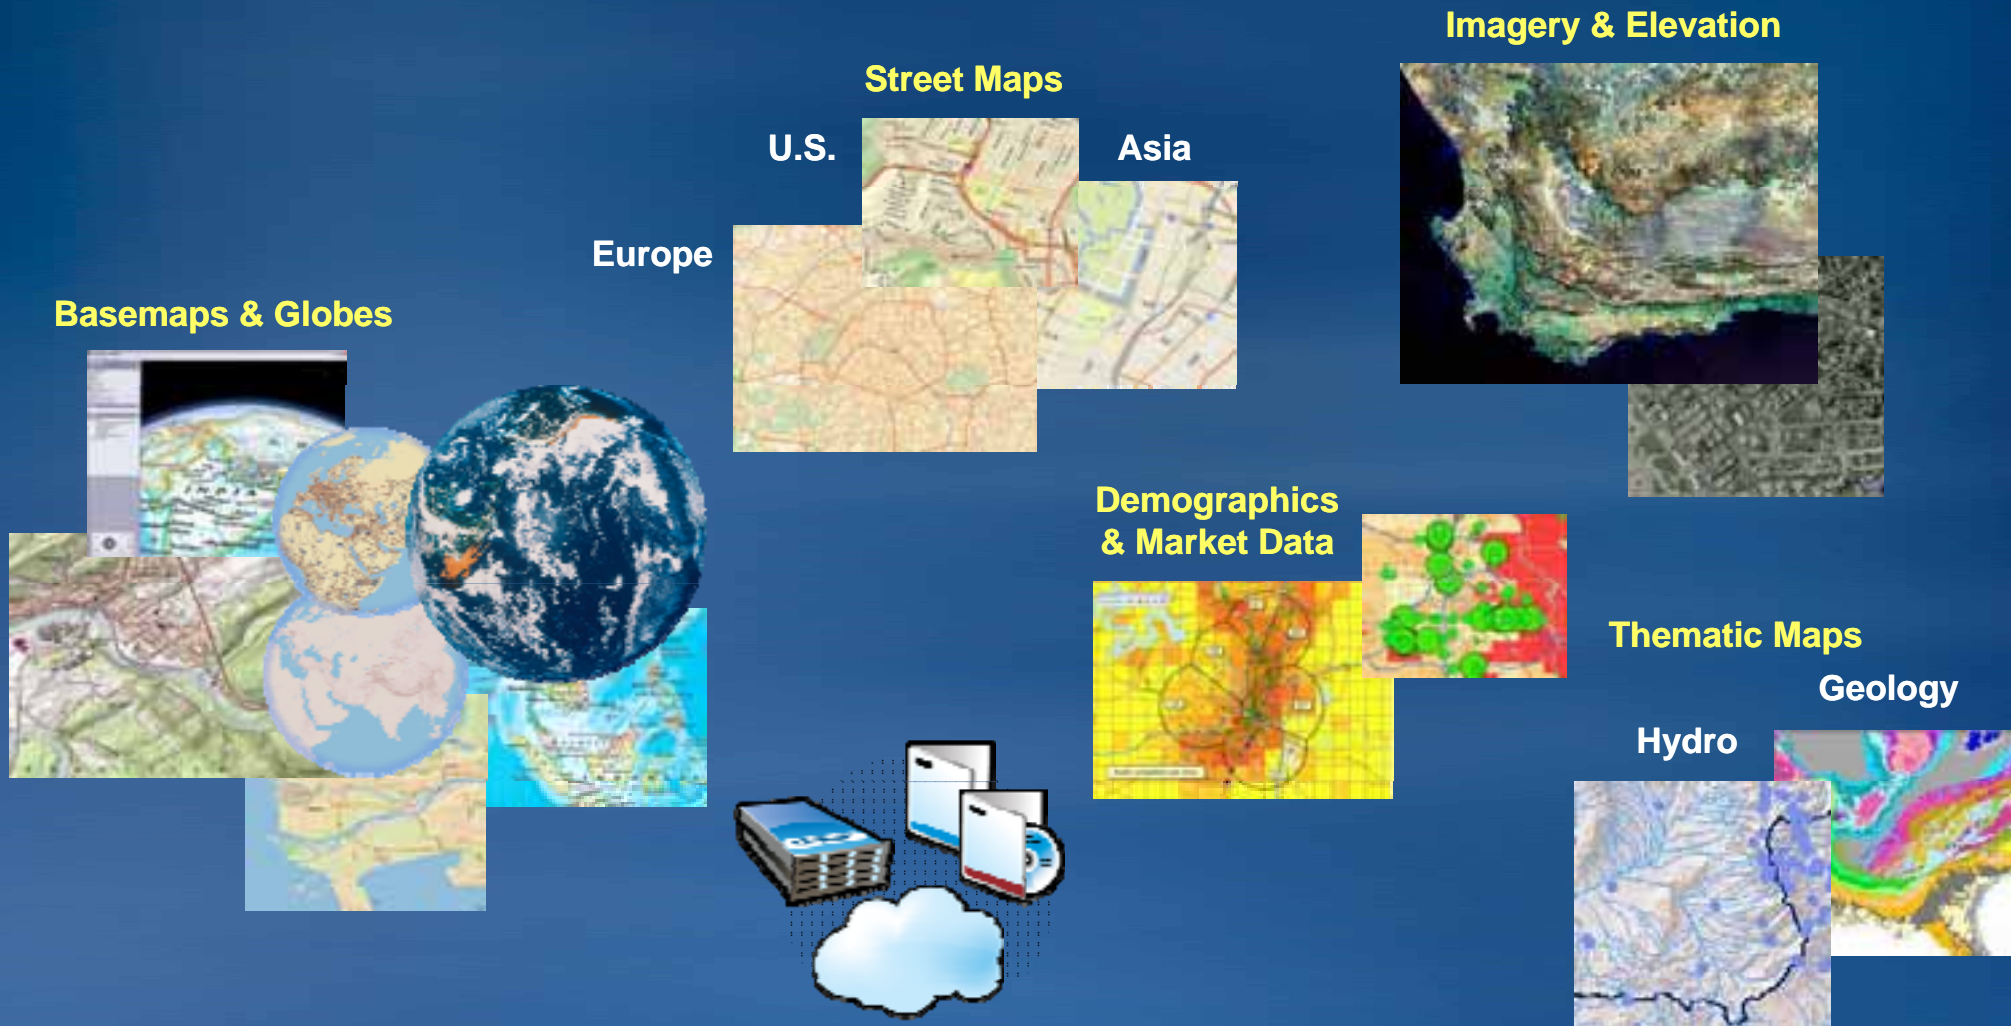 Imagery & Elevation
Street Maps
U.S.
Asia
Europe
Basemaps & Globes
Demographics
& Market Data
Thematic Maps
Geology
Hydro